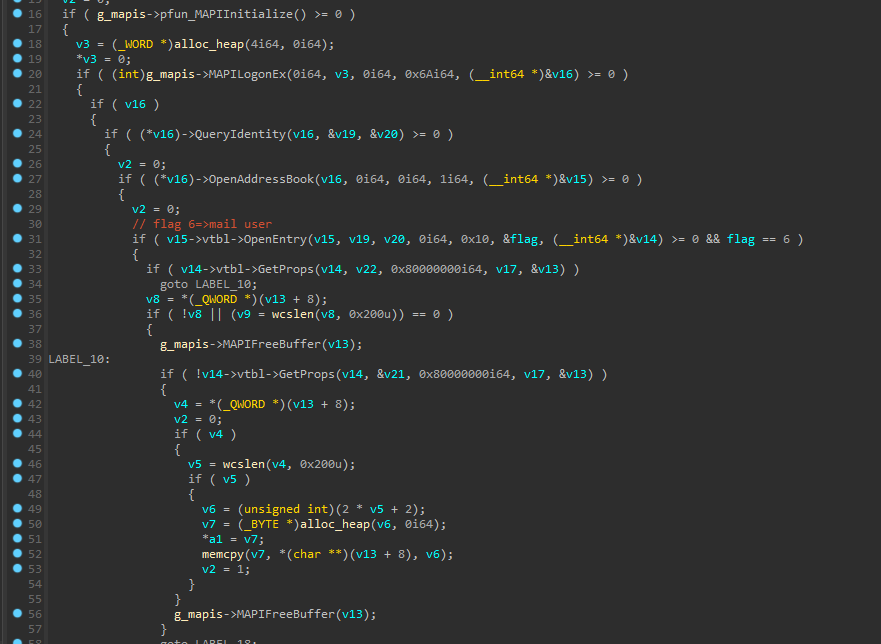 16 if ( g_mapis->pfun_MAPIInitialize() >= 0 )
17 {
18 v3 = (_WORD *)alloc_heap(4i64, 0i64);
19 *v3 = 0;
20 if ( (int)g_mapis->MAPILogonEx(0i64, v3, 0i64, 0x6Ai64, (__int64 *)&v16) >= 0 )
21 {
22 if ( v16 )
23 {
24 if ( (*v16)->QueryIdentity(v16, &v19, &v20) >= 0 )
25 {
26 v2 = 0;
27 if ( (*v16)->OpenAddressBook(v16, 0i64, 0i64, 1i64, (__int64 *)&v15) >= 0 )
28 {
29 v2 = 0;
30 // flag 6=>mail user
31 if ( v15->vtbl->OpenEntry(v15, v19, v20, 0i64, 0x10, &flag, (__int64 *)&v14) >= 0 && flag == 6 )
32 {
33 if ( v14->vtbl->GetProps(v14, v22, 0x80000000i64, v17, &v13) )
34 goto LABEL_10;
35 v8 = *(_QWORD *)(v13 + 8);
36 if ( !v8 || (v9 = wcslen(v8, 0x200u)) == 0 )
37 {
38 g_mapis->MAPIFreeBuffer(v13);
39 LABEL_10:
40 if ( !v14->vtbl->GetProps(v14, &v21, 0x80000000i64, v17, &v13) )
41 {
42 v4 = *(_QWORD *)(v13 + 8);
43 v2 = 0;
44 if ( v4 )
45 {
46 v5 = wcslen(v4, 0x200u);
47 if ( v5 )
48 {
49 v6 = (unsigned int)(2 * v5 + 2);
50 v7 = (_BYTE *)alloc_heap(v6, 0i64);
51 *a1 = v7;
52 memcpy(v7, *(char **)(v13 + 8), v6);
53 v2 = 1;
54 }
55 }
56 g_mapis->MAPIFreeBuffer(v13);
57 }